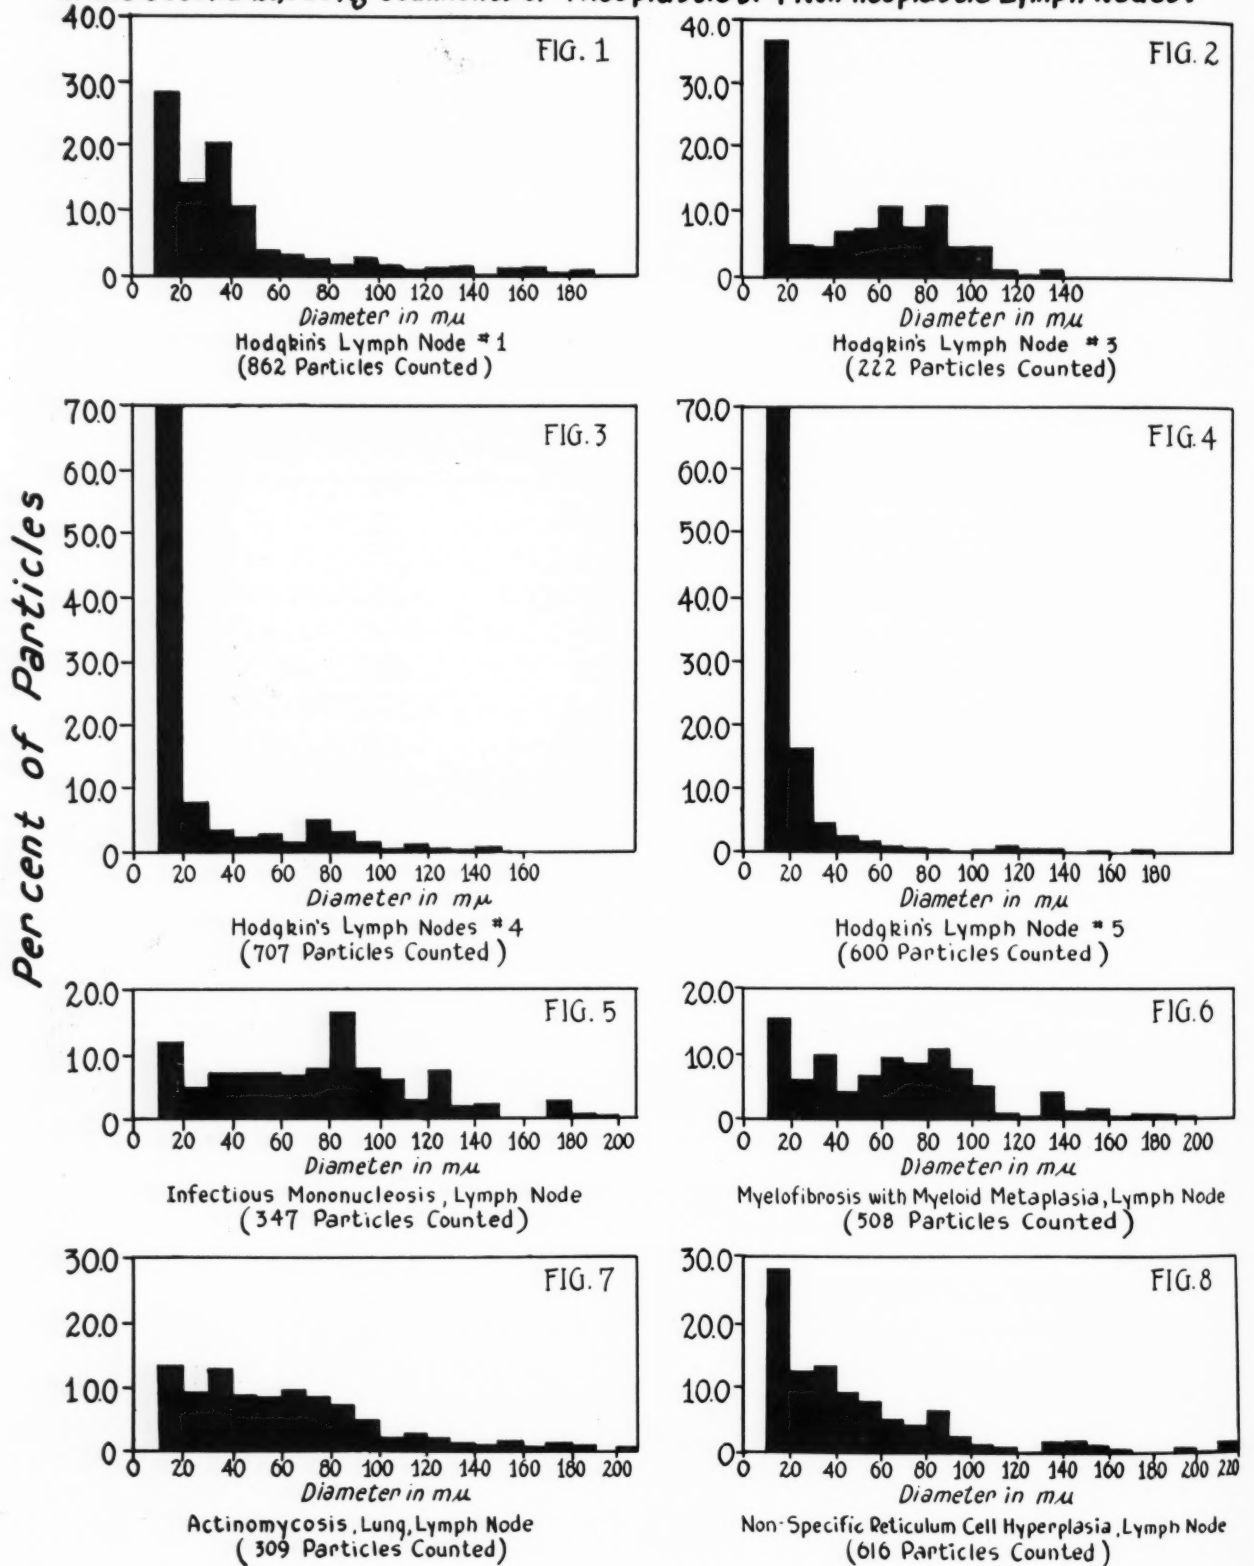 Neoplastic or Non-neoplastic Lymph Nodes.
Percent of Particles
FIG. 1
40.0
30.0
20.0
10.0
0
0 20 40 60 80 100 120 140 160 180
Diameter in mµ
Hodgkin's Lymph Node #1
(862 Particles Counted)
FIG. 2
40.0
30.0
20.0
10.0
0
0 20 40 60 80 100 120 140
Diameter in mµ
Hodgkin's Lymph Node #3
(222 Particles Counted)
FIG. 3
70.0
60.0
50.0
40.0
30.0
20.0
10.0
0
0 20 40 60 80 100 120 140 160
Diameter in mµ
Hodgkin's Lymph Nodes #4
(707 Particles Counted)
FIG. 4
70.0
60.0
50.0
40.0
30.0
20.0
10.0
0
0 20 40 60 80 100 120 140 160 180
Diameter in mµ
Hodgkin's Lymph Node #5
(600 Particles Counted)
FIG. 5
20.0
10.0
0
0 20 40 60 80 100 120 140 160 180 200
Diameter in mµ
Infectious Mononucleosis, Lymph Node
(347 Particles Counted)
FIG. 6
20.0
10.0
0
0 20 40 60 80 100 120 140 160 180 200
Diameter in mµ
Myelofibrosis with Myeloid Metaplasia, Lymph Node
(508 Particles Counted)
FIG. 7
30.0
20.0
10.0
0
0 20 40 60 80 100 120 140 160 180 200
Diameter in mµ
Actinomycosis, Lung, Lymph Node
(309 Particles Counted)
FIG. 8
30.0
20.0
10.0
0
0 20 40 60 80 100 120 140 160 180 200 220
Diameter in mµ
Non-Specific Reticulum Cell Hyperplasia, Lymph Node
(616 Particles Counted)